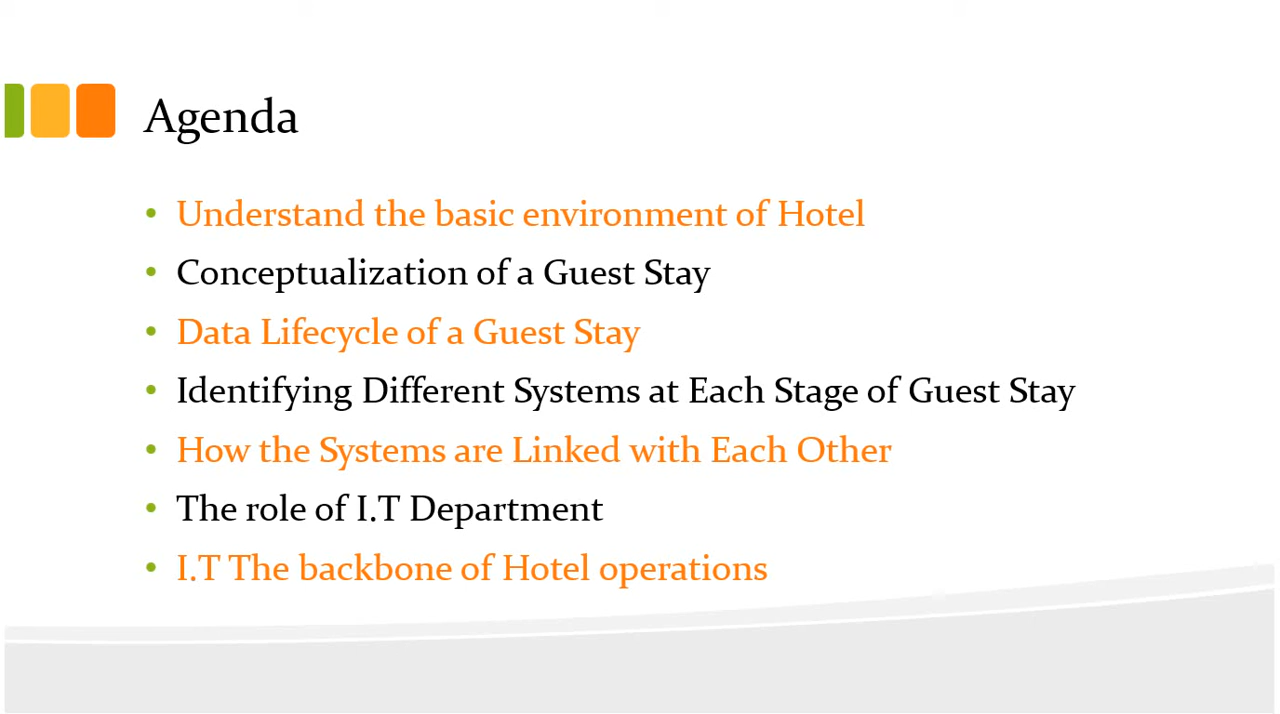 Agenda
• Understand the basic environment of Hotel
• Conceptualization of a Guest Stay
• Data Lifecycle of a Guest Stay
• Identifying Different Systems at Each Stage of Guest Stay
• How the Systems are Linked with Each Other
• The role of I.T Department
• I.T The backbone of Hotel operations